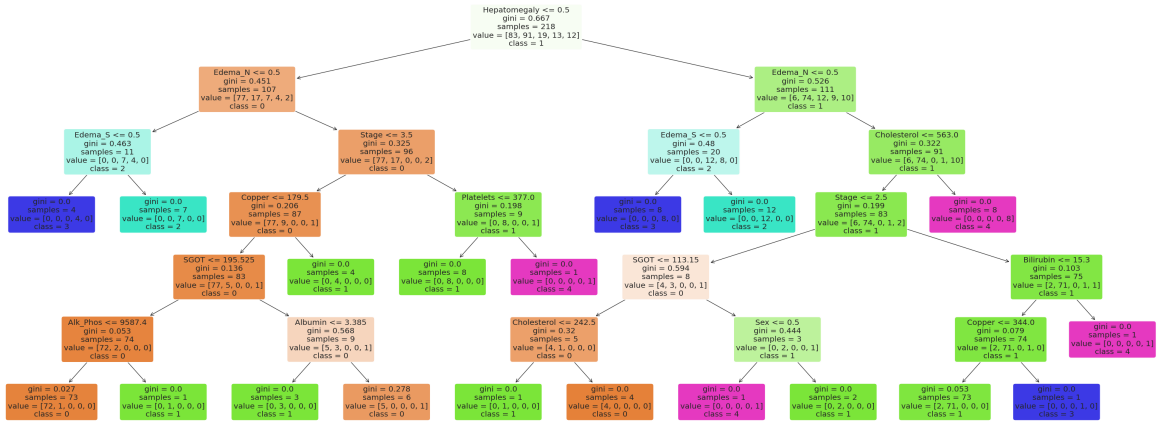 Hepatomegaly <= 0.5
gini = 0.667
samples = 218
value = [83, 91, 19, 13, 12]
class = 1
Edema_N <= 0.5
gini = 0.451
samples = 107
value = [77, 17, 7, 4, 2]
class = 0
Edema_N <= 0.5
gini = 0.526
samples = 111
value = [6, 74, 12, 9, 10]
class = 1
Edema_S <= 0.5
gini = 0.463
samples = 11
value = [0, 0, 7, 4, 0]
class = 2
Stage <= 3.5
gini = 0.325
samples = 96
value = [77, 17, 0, 0, 2]
class = 0
Edema_S <= 0.5
gini = 0.48
samples = 20
value = [0, 0, 12, 8, 0]
class = 2
Cholesterol <= 563.0
gini = 0.322
samples = 91
value = [6, 74, 0, 1, 10]
class = 1
gini = 0.0
samples = 4
value = [0, 0, 0, 4, 0]
class = 3
gini = 0.0
samples = 7
value = [0, 0, 7, 0, 0]
class = 2
Copper <= 179.5
gini = 0.206
samples = 87
value = [77, 9, 0, 0, 1]
class = 0
Platelets <= 377.0
gini = 0.198
samples = 9
value = [0, 8, 0, 0, 1]
class = 1
gini = 0.0
samples = 8
value = [0, 0, 0, 8, 0]
class = 3
gini = 0.0
samples = 12
value = [0, 0, 12, 0, 0]
class = 2
Stage <= 2.5
gini = 0.199
samples = 83
value = [6, 74, 0, 1, 2]
class = 1
gini = 0.0
samples = 8
value = [0, 0, 0, 0, 8]
class = 4
SGOT <= 195.525
gini = 0.136
samples = 83
value = [77, 5, 0, 0, 1]
class = 0
gini = 0.0
samples = 4
value = [0, 4, 0, 0, 0]
class = 1
gini = 0.0
samples = 8
value = [0, 8, 0, 0, 0]
class = 1
gini = 0.0
samples = 1
value = [0, 0, 0, 0, 1]
class = 4
SGOT <= 113.15
gini = 0.594
samples = 8
value = [4, 3, 0, 0, 1]
class = 0
Bilirubin <= 15.3
gini = 0.103
samples = 75
value = [2, 71, 0, 1, 1]
class = 1
Alk_Phos <= 9587.4
gini = 0.053
samples = 74
value = [72, 2, 0, 0, 0]
class = 0
Albumin <= 3.385
gini = 0.568
samples = 9
value = [5, 3, 0, 0, 1]
class = 0
Cholesterol <= 242.5
gini = 0.32
samples = 5
value = [4, 1, 0, 0, 0]
class = 0
Sex <= 0.5
gini = 0.444
samples = 3
value = [0, 2, 0, 0, 1]
class = 1
Copper <= 344.0
gini = 0.079
samples = 74
value = [2, 71, 0, 1, 0]
class = 1
gini = 0.0
samples = 1
value = [0, 0, 0, 0, 1]
class = 4
gini = 0.027
samples = 73
value = [72, 1, 0, 0, 0]
class = 0
gini = 0.0
samples = 1
value = [0, 1, 0, 0, 0]
class = 1
gini = 0.0
samples = 3
value = [0, 3, 0, 0, 0]
class = 1
gini = 0.278
samples = 6
value = [5, 0, 0, 0, 1]
class = 0
gini = 0.0
samples = 1
value = [0, 1, 0, 0, 0]
class = 1
gini = 0.0
samples = 4
value = [4, 0, 0, 0, 0]
class = 0
gini = 0.0
samples = 1
value = [0, 0, 0, 0, 1]
class = 4
gini = 0.0
samples = 2
value = [0, 2, 0, 0, 0]
class = 1
gini = 0.053
samples = 73
value = [2, 71, 0, 0, 0]
class = 1
gini = 0.0
samples = 1
value = [0, 0, 0, 1, 0]
class = 3